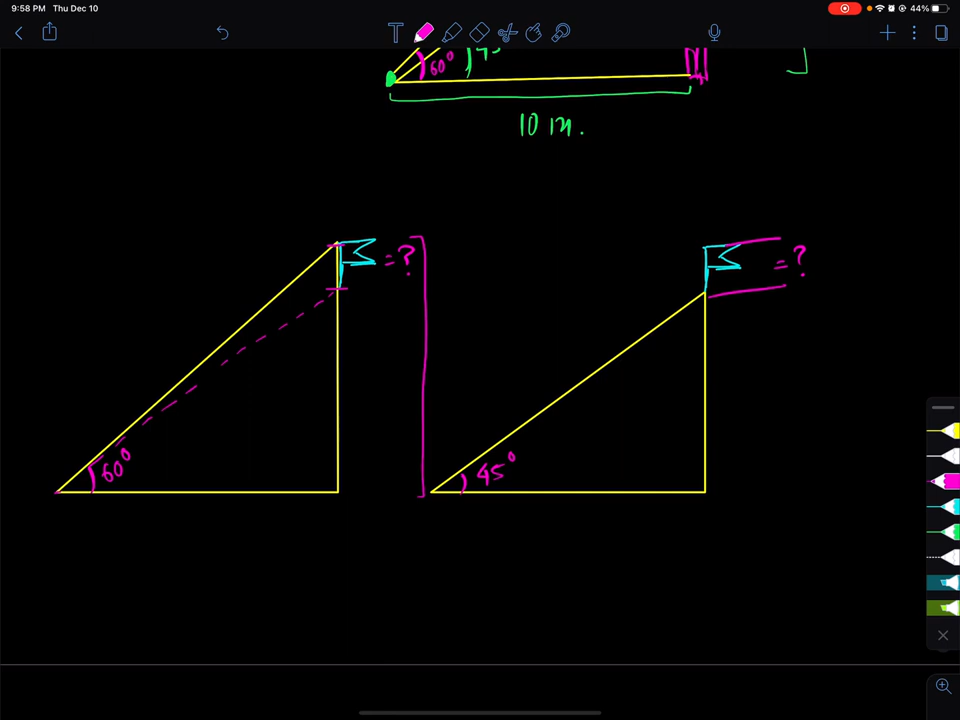 9:58 PM Thu Dec 10
44%
T
60°
10 m.
= ?
= ?
60°
45°